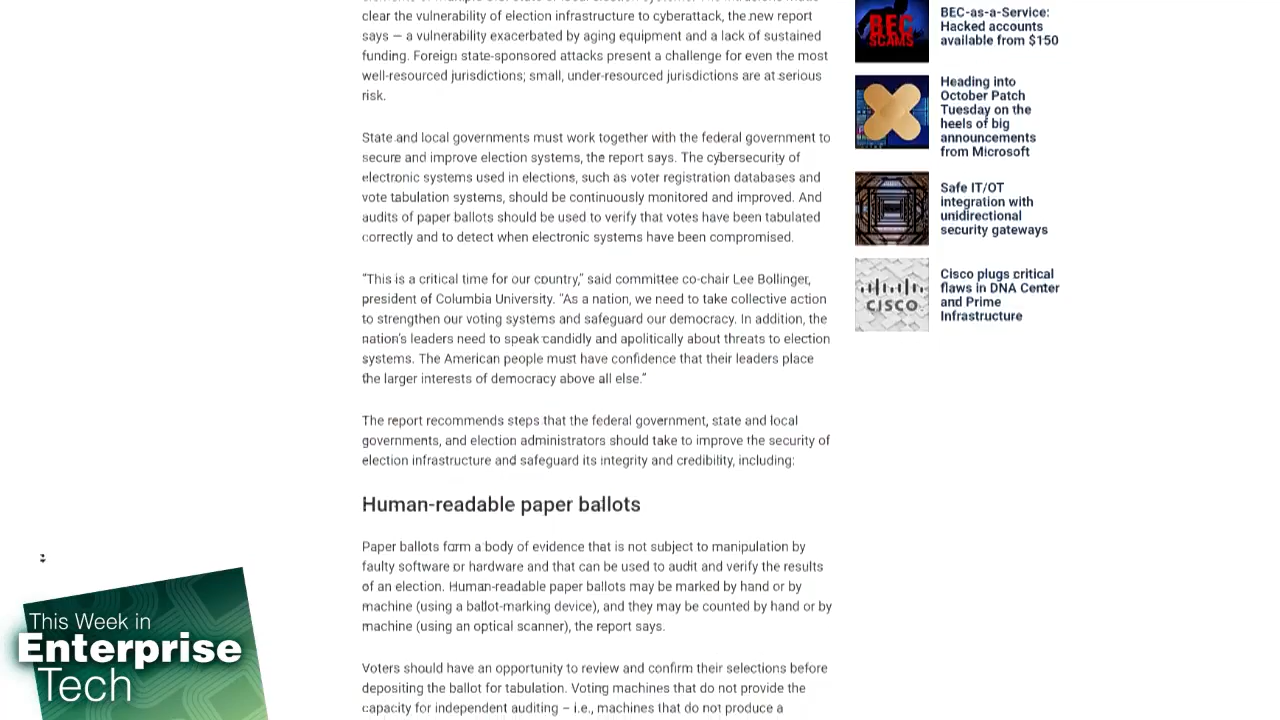 clear the vulnerability of election infrastructure to cyberattack, the new report
says — a vulnerability exacerbated by aging equipment and a lack of sustained
funding. Foreign state-sponsored attacks present a challenge for even the most
well-resourced jurisdictions; small, under-resourced jurisdictions are at serious
risk.
State and local governments must work together with the federal government to
secure and improve election systems, the report says. The cybersecurity of
electronic systems used in elections, such as voter registration databases and
vote tabulation systems, should be continuously monitored and improved. And
audits of paper ballots should be used to verify that votes have been tabulated
correctly and to detect when electronic systems have been compromised.
“This is a critical time for our country,” said committee co-chair Lee Bollinger,
president of Columbia University. “As a nation, we need to take collective action
to strengthen our voting systems and safeguard our democracy. In addition, the
nation’s leaders need to speak candidly and apolitically about threats to election
systems. The American people must have confidence that their leaders place
the larger interests of democracy above all else.”
The report recommends steps that the federal government, state and local
governments, and election administrators should take to improve the security of
election infrastructure and safeguard its integrity and credibility, including:
Human-readable paper ballots
Paper ballots form a body of evidence that is not subject to manipulation by
faulty software or hardware and that can be used to audit and verify the results
of an election. Human-readable paper ballots may be marked by hand or by
machine (using a ballot-marking device), and they may be counted by hand or by
machine (using an optical scanner), the report says.
Voters should have an opportunity to review and confirm their selections before
depositing the ballot for tabulation. Voting machines that do not provide the
capacity for independent auditing – i.e., machines that do not produce a
BEC
SCAMS
BEC-as-a-Service:
Hacked accounts
available from $150
Heading into
October Patch
Tuesday on the
heels of big
announcements
from Microsoft
Safe IT/OT
integration with
unidirectional
security gateways
CISCO
Cisco plugs critical
flaws in DNA Center
and Prime
Infrastructure
This Week in
Enterprise
Tech